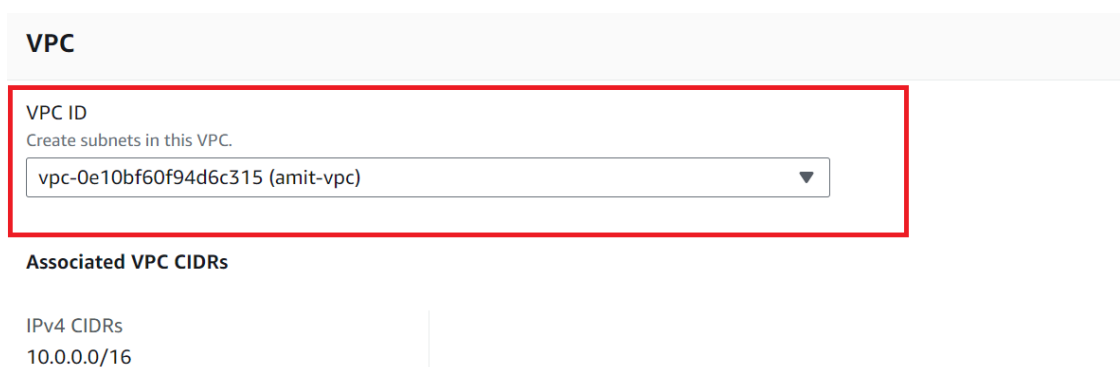 VPC
VPC ID
Create subnets in this VPC.
vpc-0e10bf60f94d6c315 (amit-vpc)
Associated VPC CIDRs
IPv4 CIDRs
10.0.0.0/16